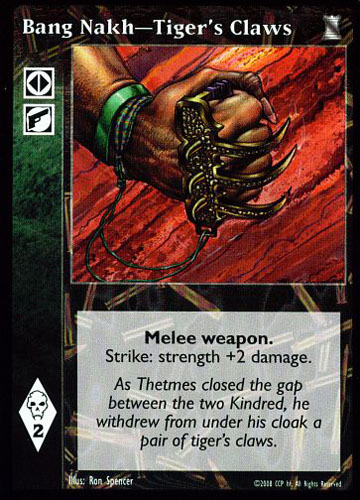 Bang Nakh—Tiger's Claws
2
Melee weapon.
Strike: strength +2 damage.
As Thetmes closed the gap
between the two Kindred, he
withdrew from under his cloak a
pair of tiger's claws.
Illus: Ron Spencer
©2008 CCP hf. All Rights Reserved.